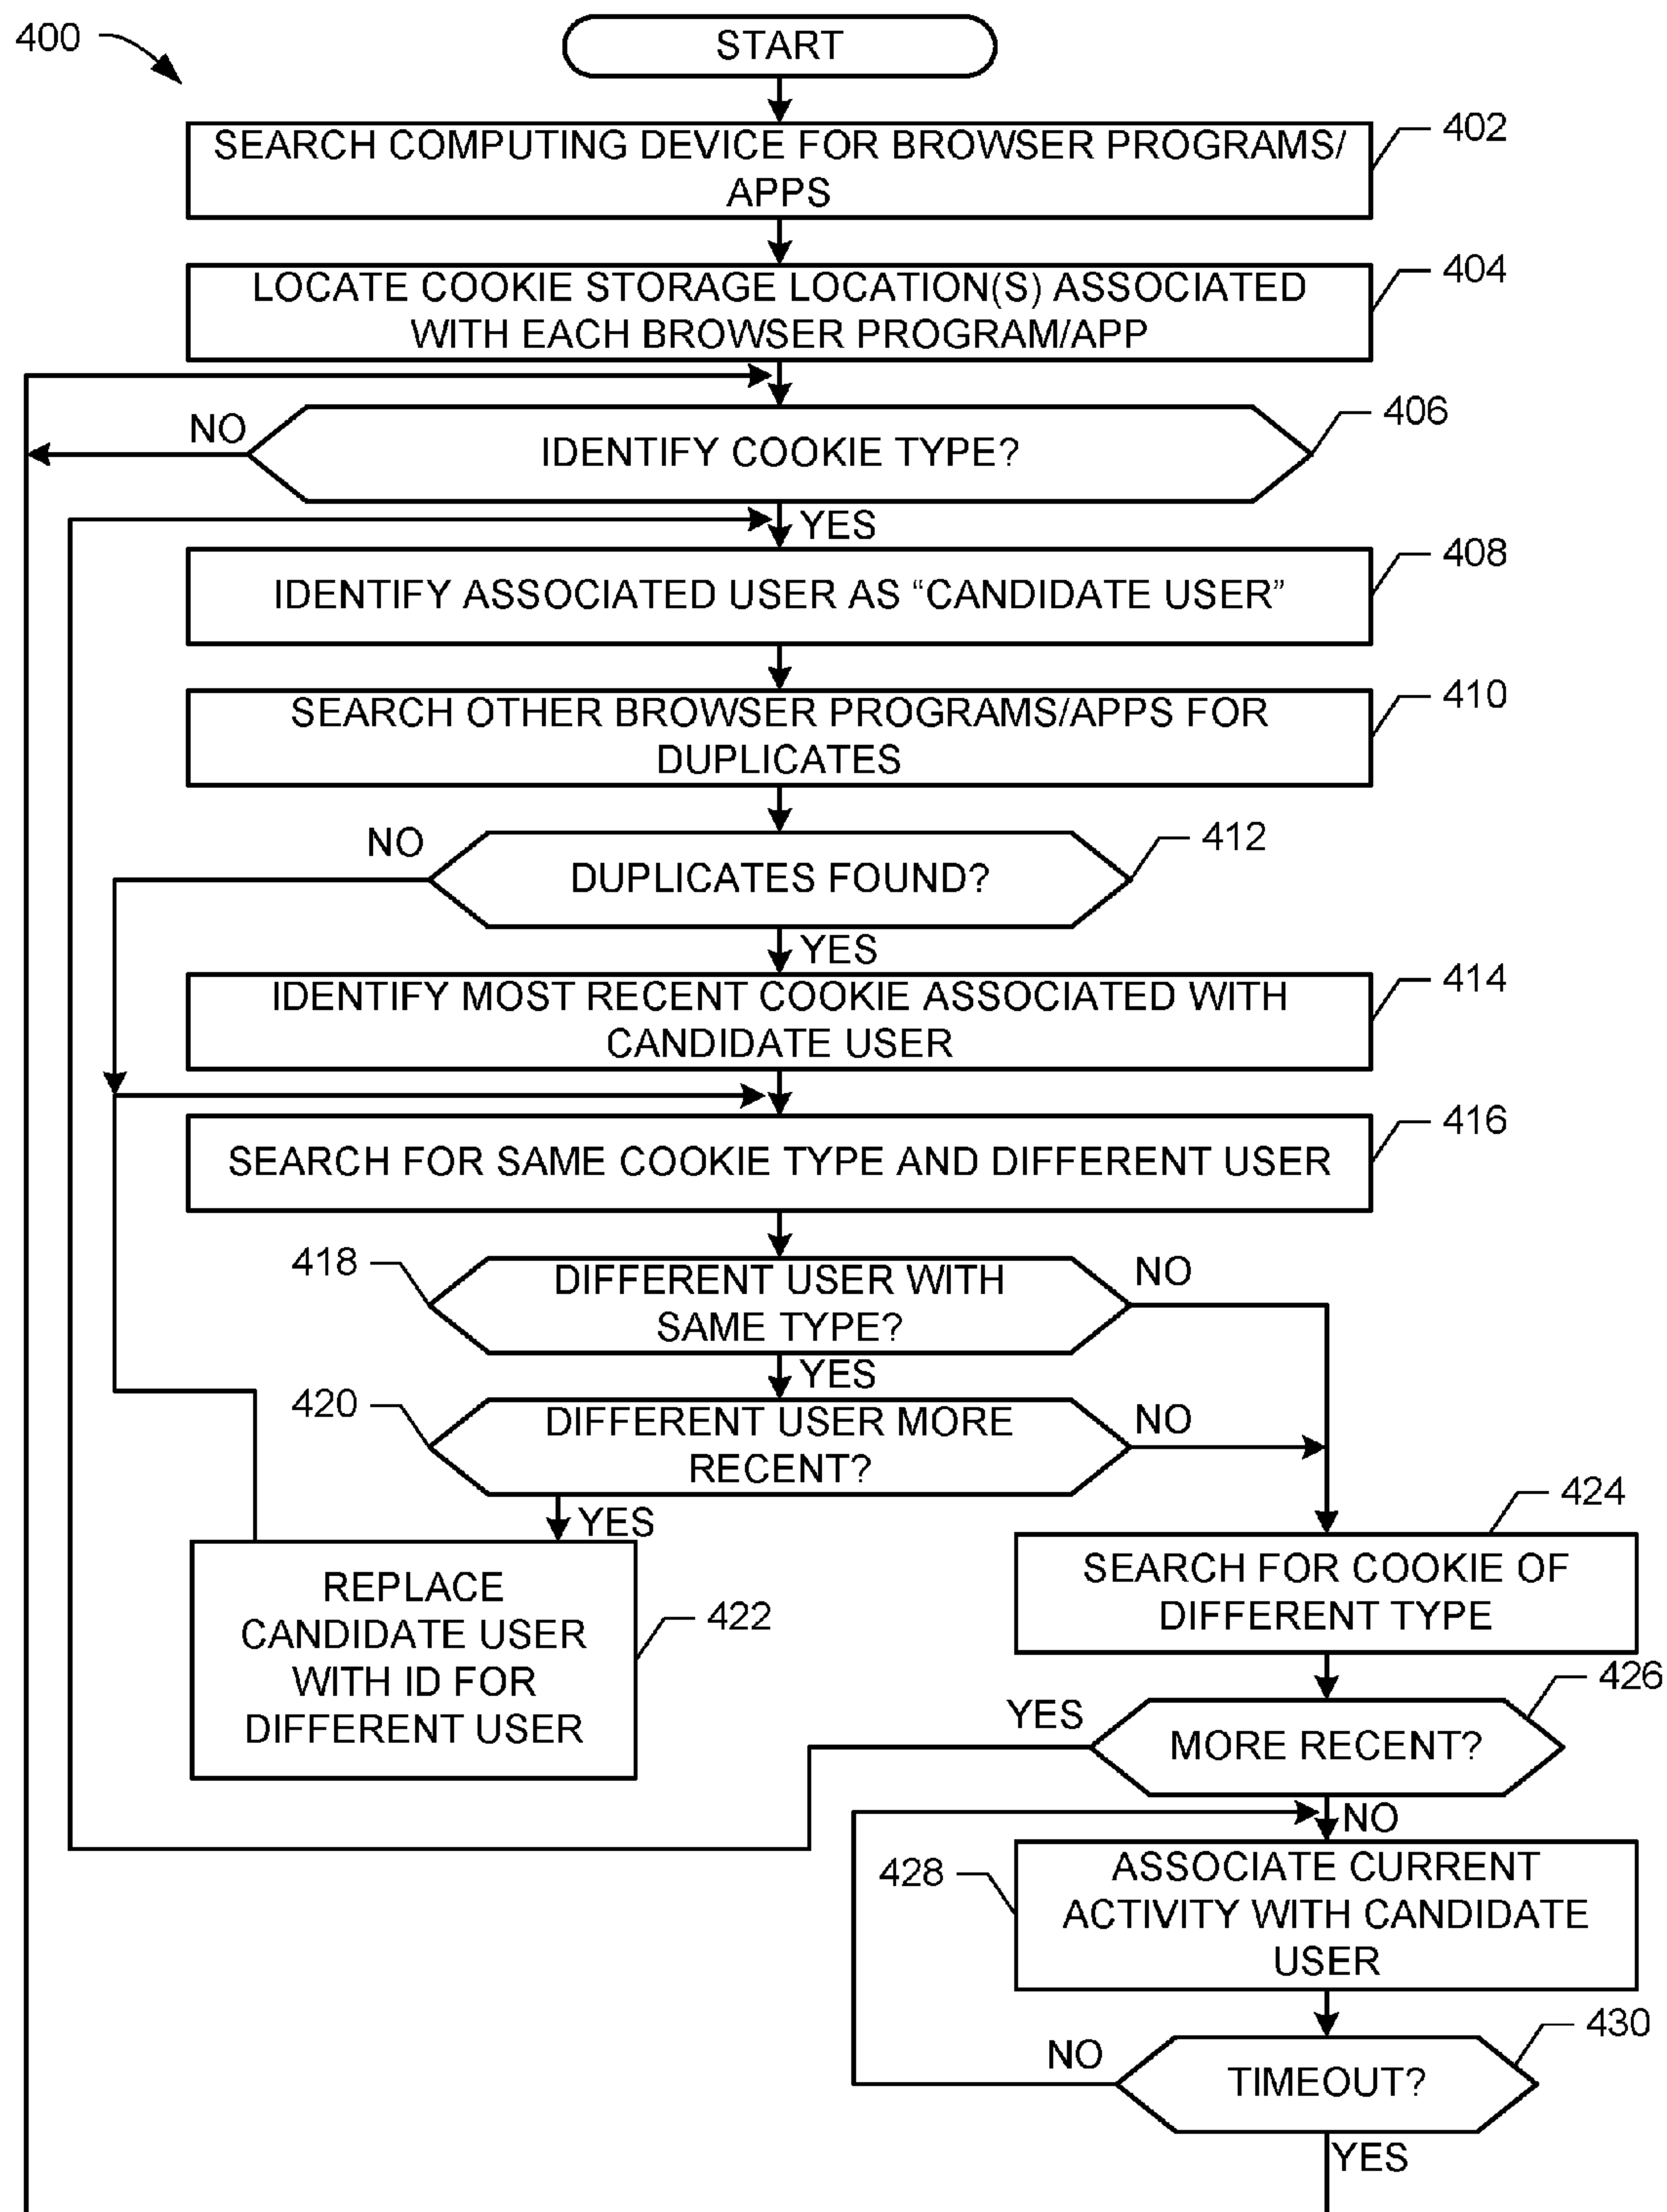 400
START
SEARCH COMPUTING DEVICE FOR BROWSER PROGRAMS/
APPS
402
LOCATE COOKIE STORAGE LOCATION(S) ASSOCIATED
WITH EACH BROWSER PROGRAM/APP
404
NO
IDENTIFY COOKIE TYPE?
406
YES
IDENTIFY ASSOCIATED USER AS “CANDIDATE USER”
408
SEARCH OTHER BROWSER PROGRAMS/APPS FOR
DUPLICATES
410
NO
DUPLICATES FOUND?
412
YES
IDENTIFY MOST RECENT COOKIE ASSOCIATED WITH
CANDIDATE USER
414
SEARCH FOR SAME COOKIE TYPE AND DIFFERENT USER
416
418
DIFFERENT USER WITH
SAME TYPE?
NO
YES
420
DIFFERENT USER MORE
RECENT?
NO
YES
REPLACE
CANDIDATE USER
WITH ID FOR
DIFFERENT USER
422
424
SEARCH FOR COOKIE OF
DIFFERENT TYPE
426
YES
MORE RECENT?
NO
428
ASSOCIATE CURRENT
ACTIVITY WITH CANDIDATE
USER
430
NO
TIMEOUT?
YES